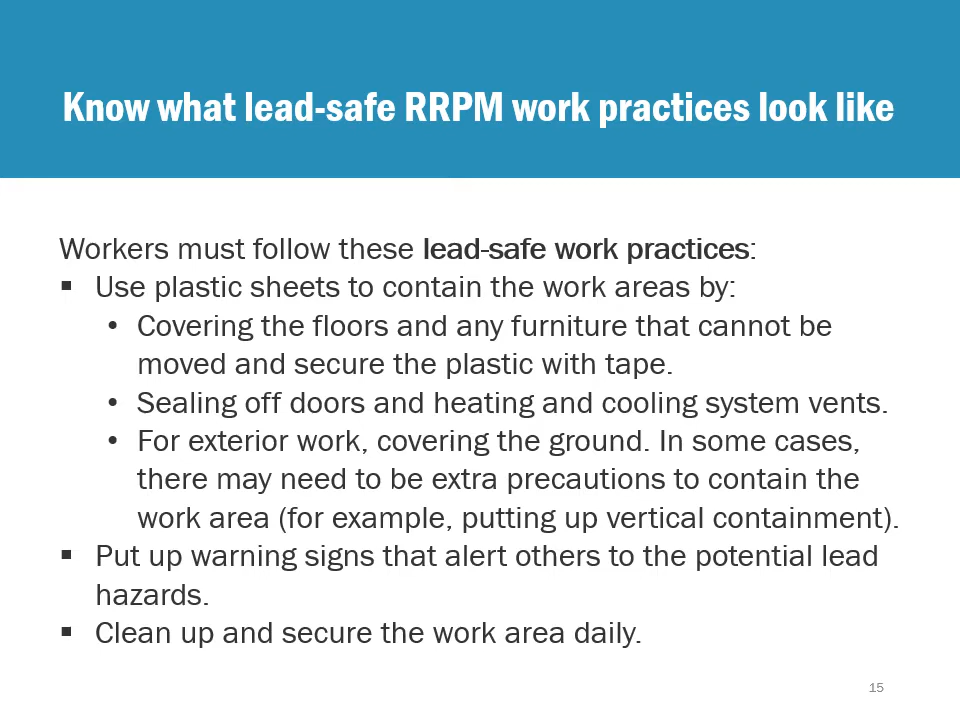 Know what lead-safe RRPM work practices look like
Workers must follow these lead-safe work practices:
▪ Use plastic sheets to contain the work areas by:
• Covering the floors and any furniture that cannot be
moved and secure the plastic with tape.
• Sealing off doors and heating and cooling system vents.
• For exterior work, covering the ground. In some cases,
there may need to be extra precautions to contain the
work area (for example, putting up vertical containment).
▪ Put up warning signs that alert others to the potential lead
hazards.
▪ Clean up and secure the work area daily.
15